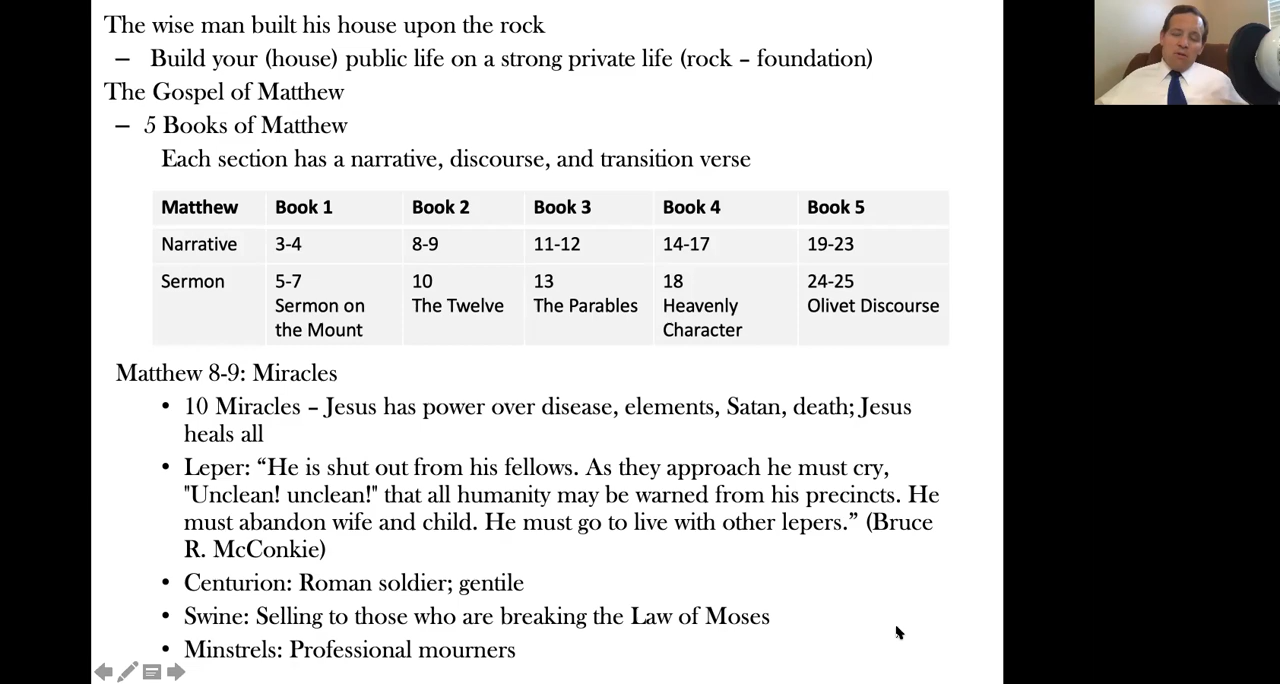 The wise man built his house upon the rock
– Build your (house) public life on a strong private life (rock – foundation)
The Gospel of Matthew
– 5 Books of Matthew
Each section has a narrative, discourse, and transition verse
Matthew Book 1 Book 2 Book 3 Book 4 Book 5
Narrative 3-4 8-9 11-12 14-17 19-23
Sermon 5-7 10 13 18 24-25
Sermon on The Twelve The Parables Heavenly Olivet Discourse
the Mount Character
Matthew 8-9: Miracles
• 10 Miracles – Jesus has power over disease, elements, Satan, death; Jesus
heals all
• Leper: “He is shut out from his fellows. As they approach he must cry,
"Unclean! unclean!" that all humanity may be warned from his precincts. He
must abandon wife and child. He must go to live with other lepers.” (Bruce
R. McConkie)
• Centurion: Roman soldier; gentile
• Swine: Selling to those who are breaking the Law of Moses
• Minstrels: Professional mourners